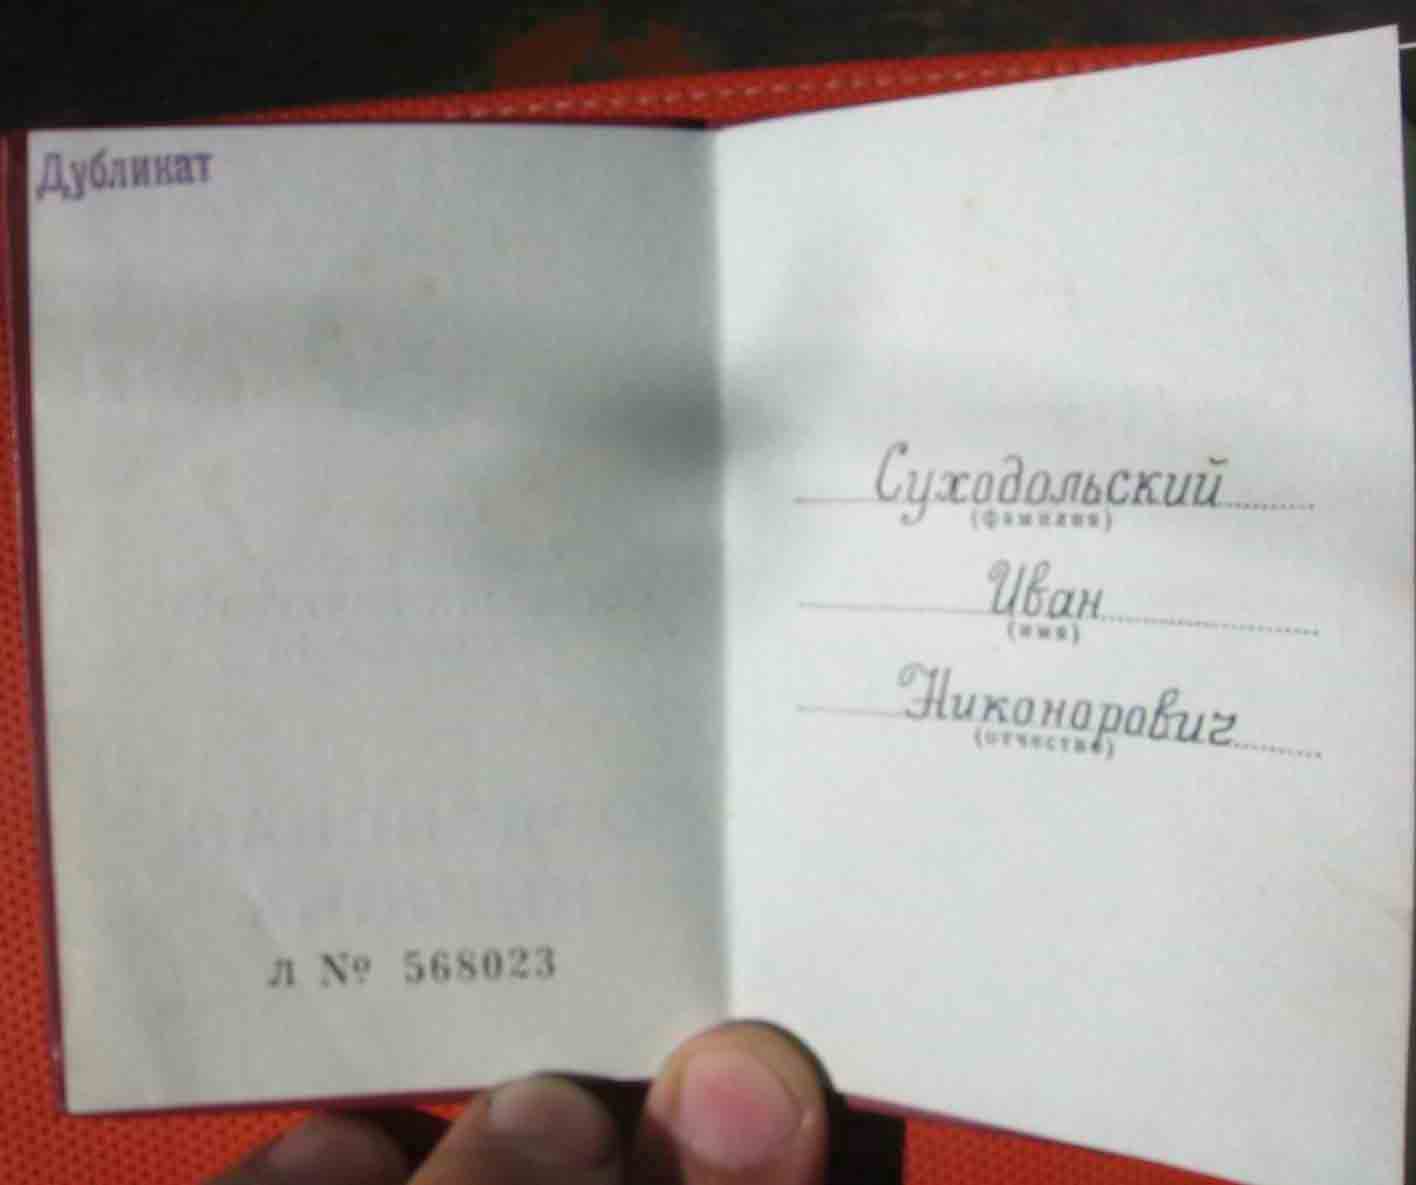 Дубликат
Л № 568023
Суходольский
(фамилия)
Иван
(имя)
Никонорович
(отчество)